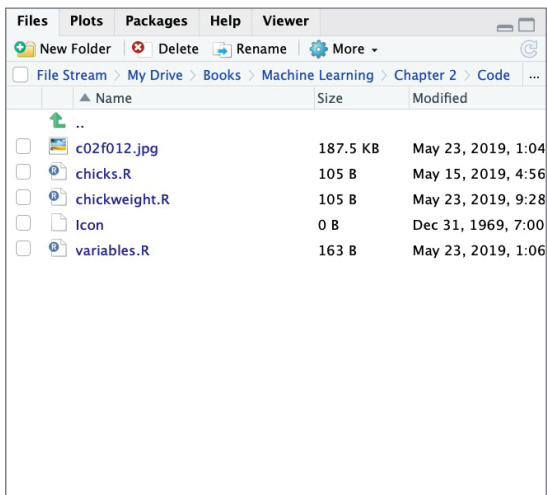 Files Plots Packages Help Viewer
New Folder Delete Rename More
File Stream > My Drive > Books > Machine Learning > Chapter 2 > Code ...
Name Size Modified
..
c02f012.jpg 187.5 KB May 23, 2019, 1:04
chicks.R 105 B May 15, 2019, 4:56
chickweight.R 105 B May 23, 2019, 9:28
Icon 0 B Dec 31, 1969, 7:00
variables.R 163 B May 23, 2019, 1:06